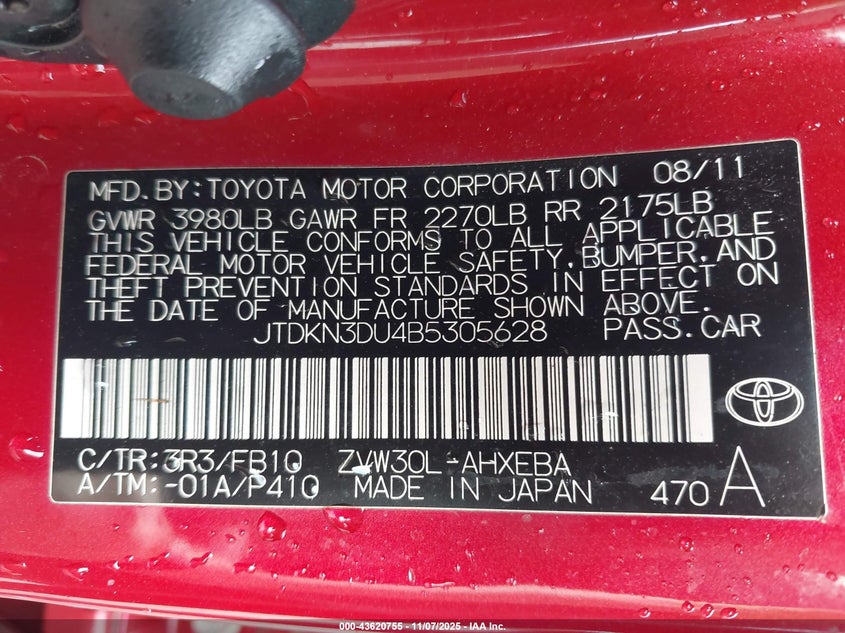 MFD.BY:TOYOTA MOTOR CORPORATION 08/11
GVWR 3980LB GAWR FR 2270LB RR 2175LB
THIS VEHICLE CONFORMS TO ALL APPLICABLE
FEDERAL MOTOR VEHICLE SAFETY,BUMPER,AND
THEFT PREVENTION STANDARDS IN EFFECT ON
THE DATE OF MANUFACTURE SHOWN ABOVE.
JTDKN3DU4B5305628 PASS.CAR
C/TR:3R3/FB10 ZVW30L-AHXEBA
A/TM:-01A/P410 MADE IN JAPAN 470 A
000-43620755 - 11/07/2025 - IAA Inc.